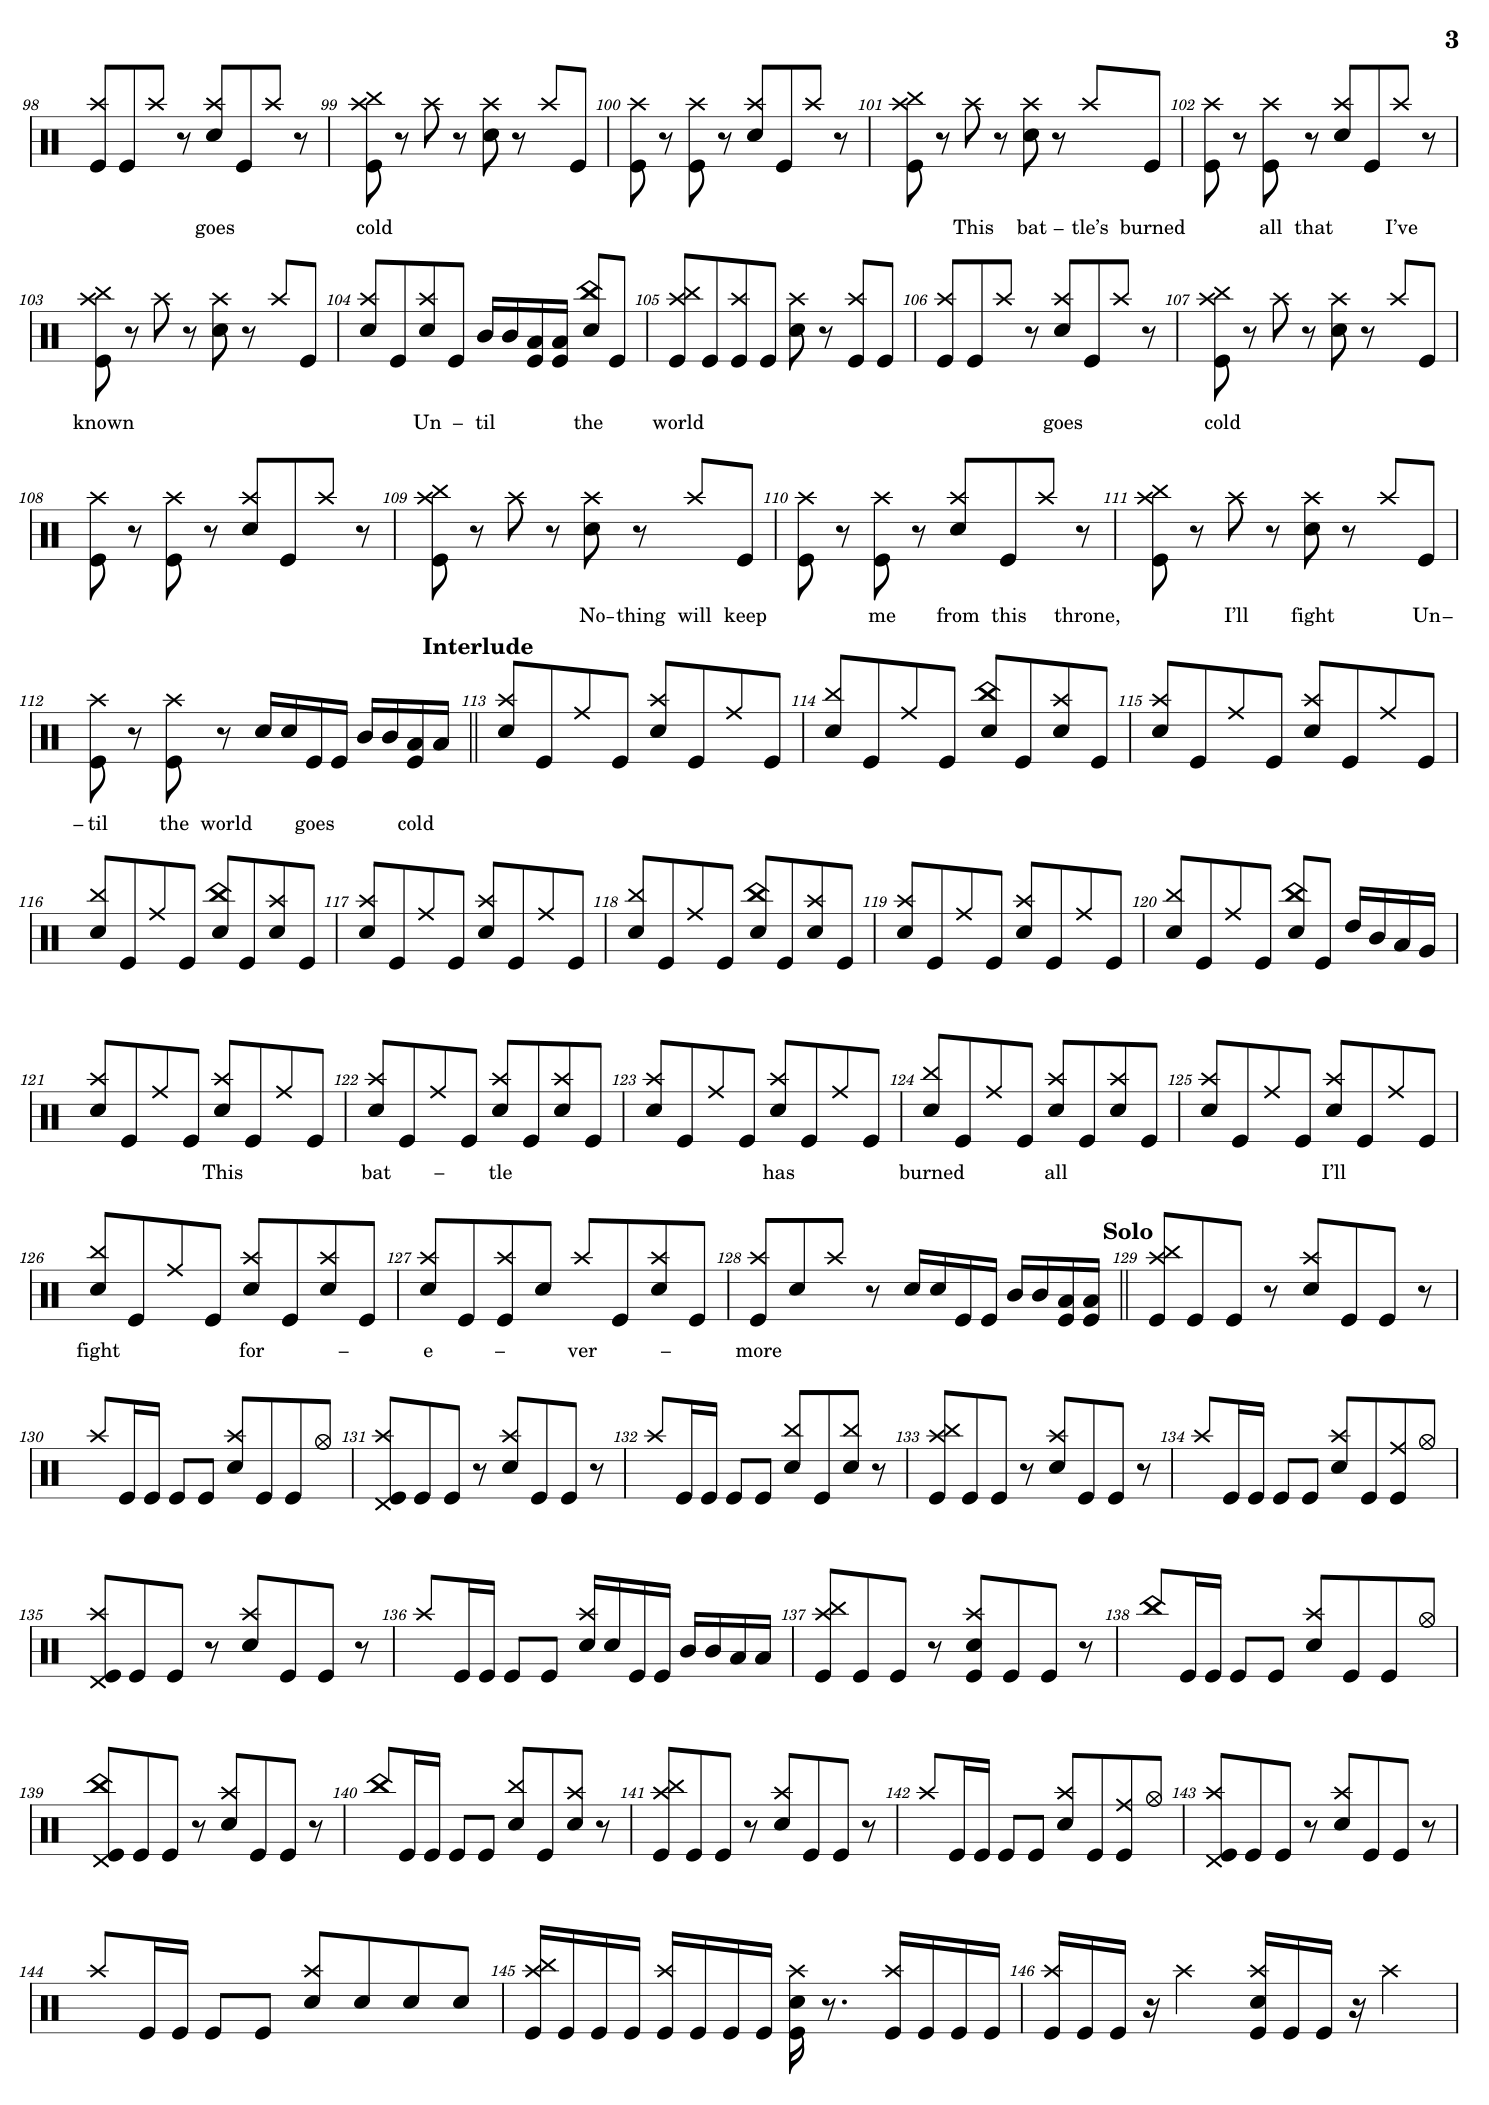 3
98 99 100 101 102
goes cold This bat – tle’s burned all that I’ve
103 104 105 106 107
known Un – til the world goes cold
108 109 110 111
No – thing will keep me from this throne, I’ll fight Un –
Interlude
112 113 114 115
– til the world goes cold
116 117 118 119 120
121 122 123 124 125
This bat – tle has burned all I’ll
Solo
126 127 128 129
fight for – e – ver – more
130 131 132 133 134
135 136 137 138
139 140 141 142 143
144 145 146